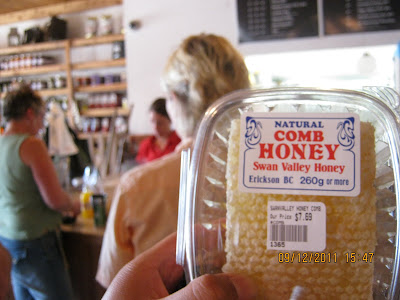 NATURAL
COMB
HONEY
Swan Valley Honey
Erickson BC 260g or more
SWANVALLEY HONEY COMB
Our Price $7.69
1365
09/12/2011 15:47